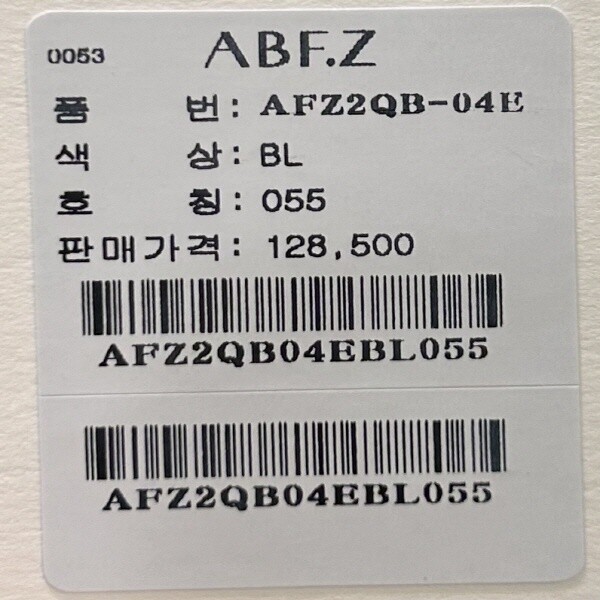 0053 ABF.Z
품 번: AFZ2QB-04E
색 상: BL
호 칭: 055
판매가격: 128,500
AFZ2QB04EBL055
AFZ2QB04EBL055